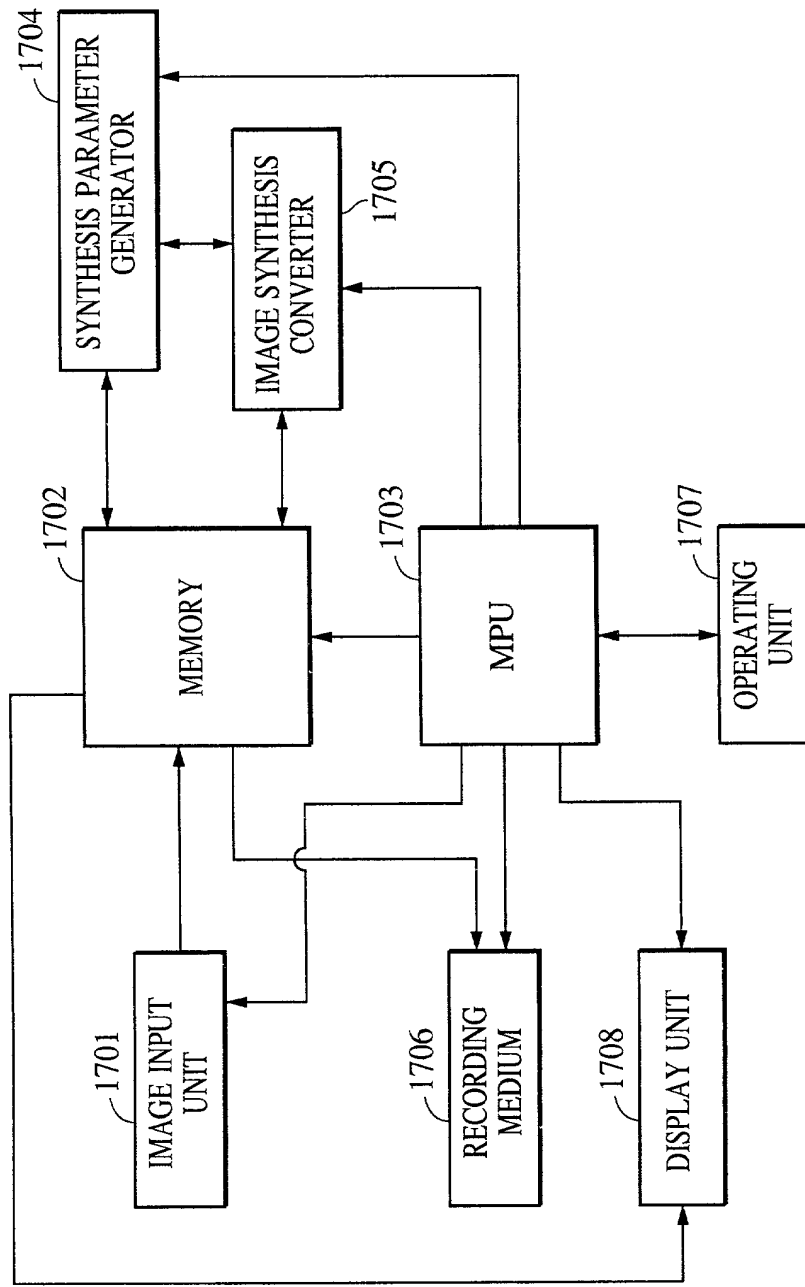 1701
IMAGE INPUT
UNIT
1702
MEMORY
1704
SYNTHESIS PARAMETER
GENERATOR
1705
IMAGE SYNTHESIS
CONVERTER
1706
RECORDING
MEDIUM
1703
MPU
1708
DISPLAY UNIT
1707
OPERATING
UNIT